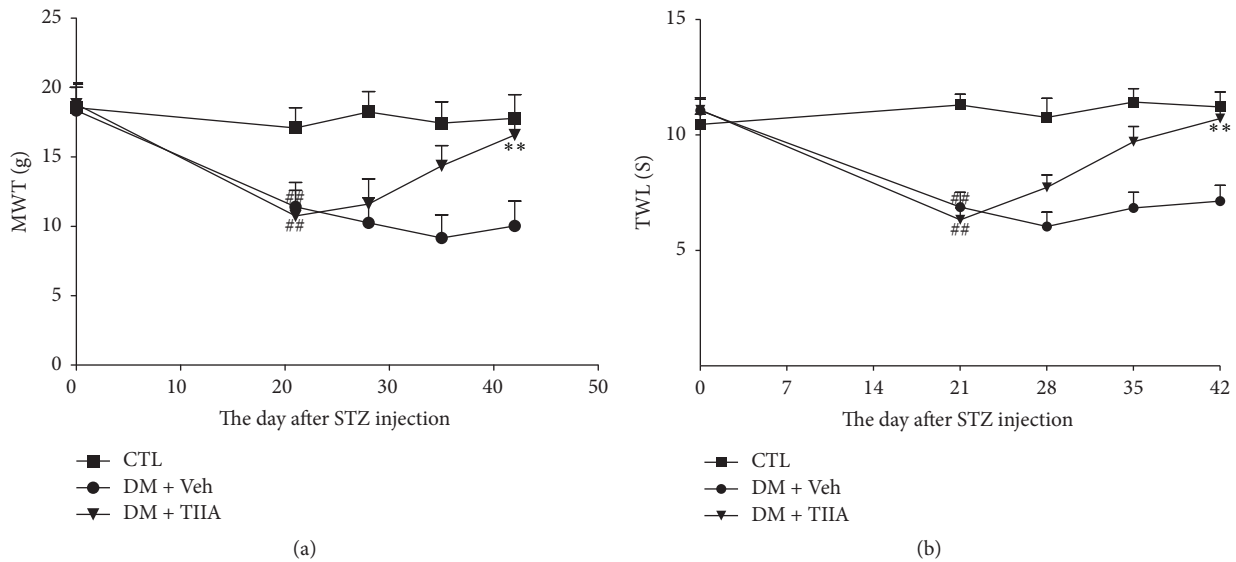 25
20
15
10
5
0
MWT (g)
##
##
**
0 10 20 30 40 50
The day after STZ injection
CTL
DM + Veh
DM + TIIA
(a)
15
10
5
TWL (S)
##
##
**
0 7 14 21 28 35 42
The day after STZ injection
CTL
DM + Veh
DM + TIIA
(b)